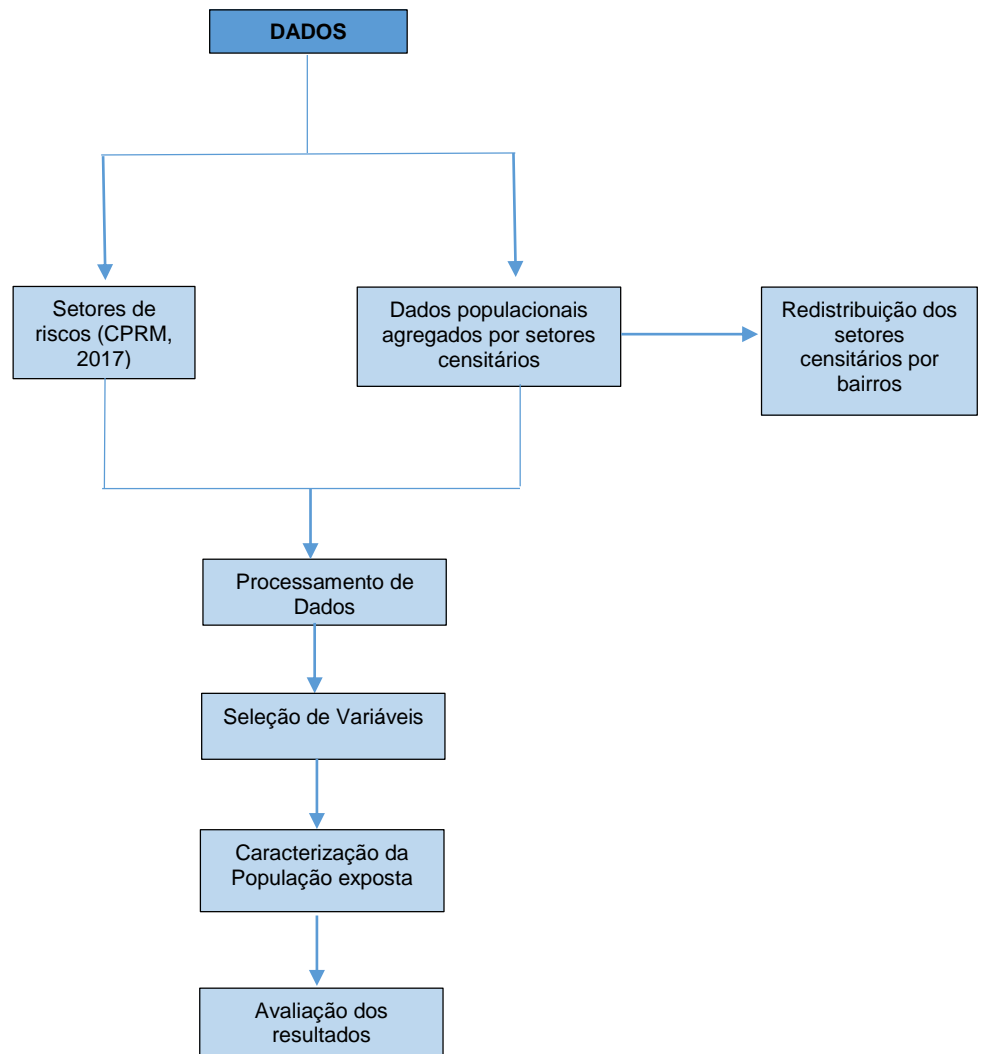 DADOS
Setores de
riscos (CPRM,
2017)
Dados populacionais
agregados por setores
censitários
Redistribuição dos
setores
censitários por
bairros
Processamento de
Dados
Seleção de Variáveis
Caracterização da
População exposta
Avaliação dos
resultados